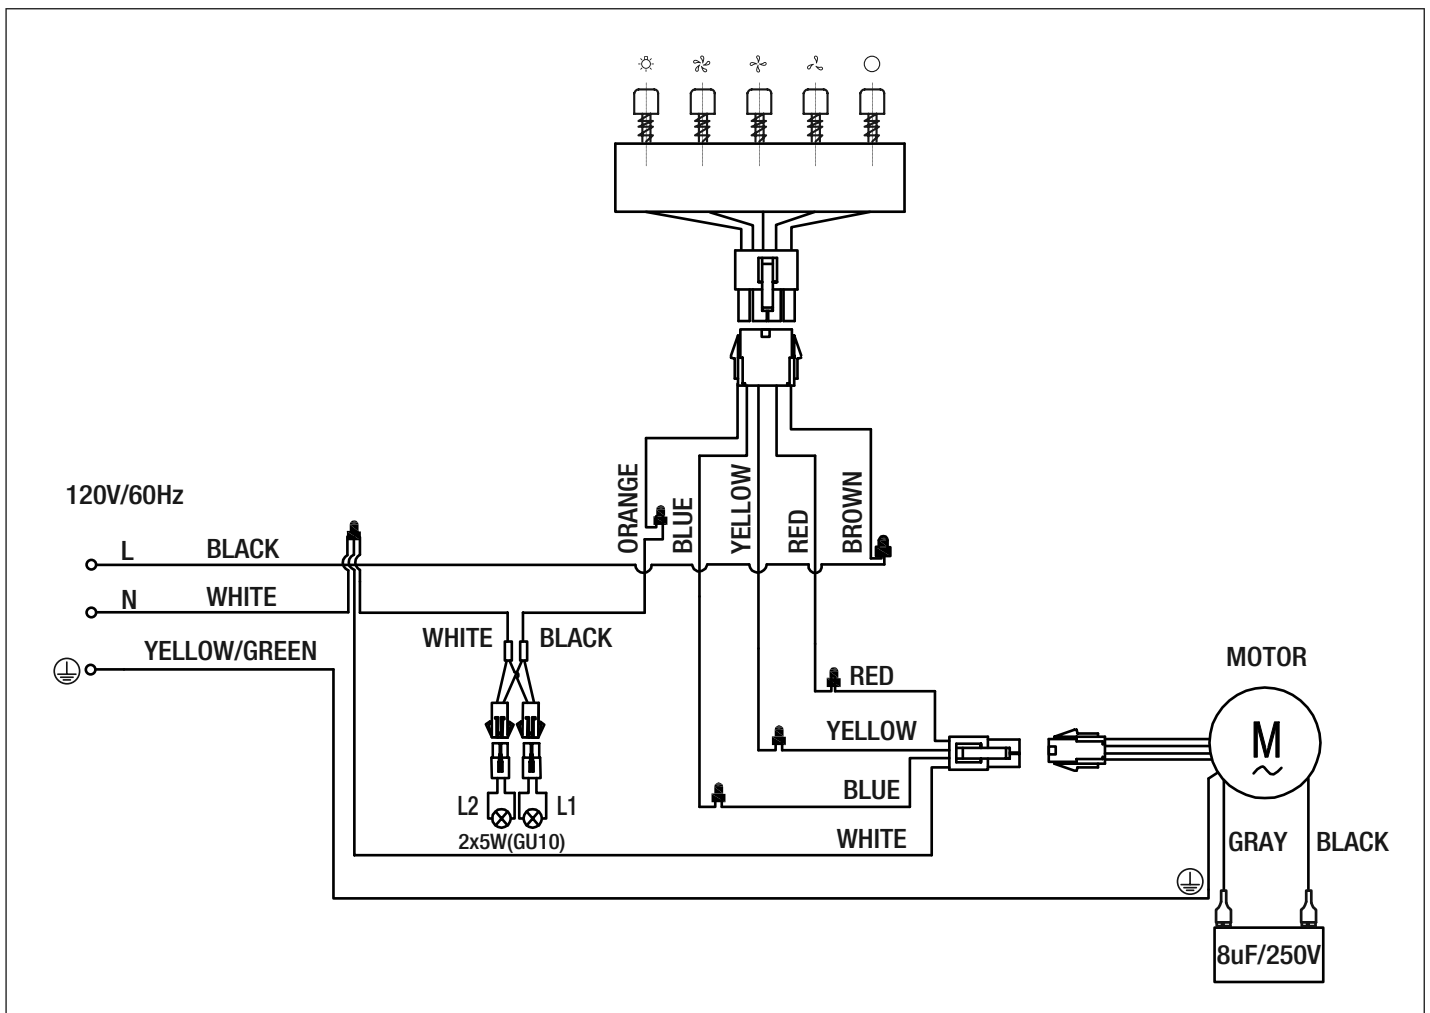 120V/60Hz
ORANGE
BLUE
YELLOW
RED
BROWN
L BLACK
N WHITE
YELLOW/GREEN
WHITE BLACK
RED
YELLOW
BLUE
WHITE
L2 L1
2x5W(GU10)
MOTOR
M
GRAY BLACK
8uF/250V